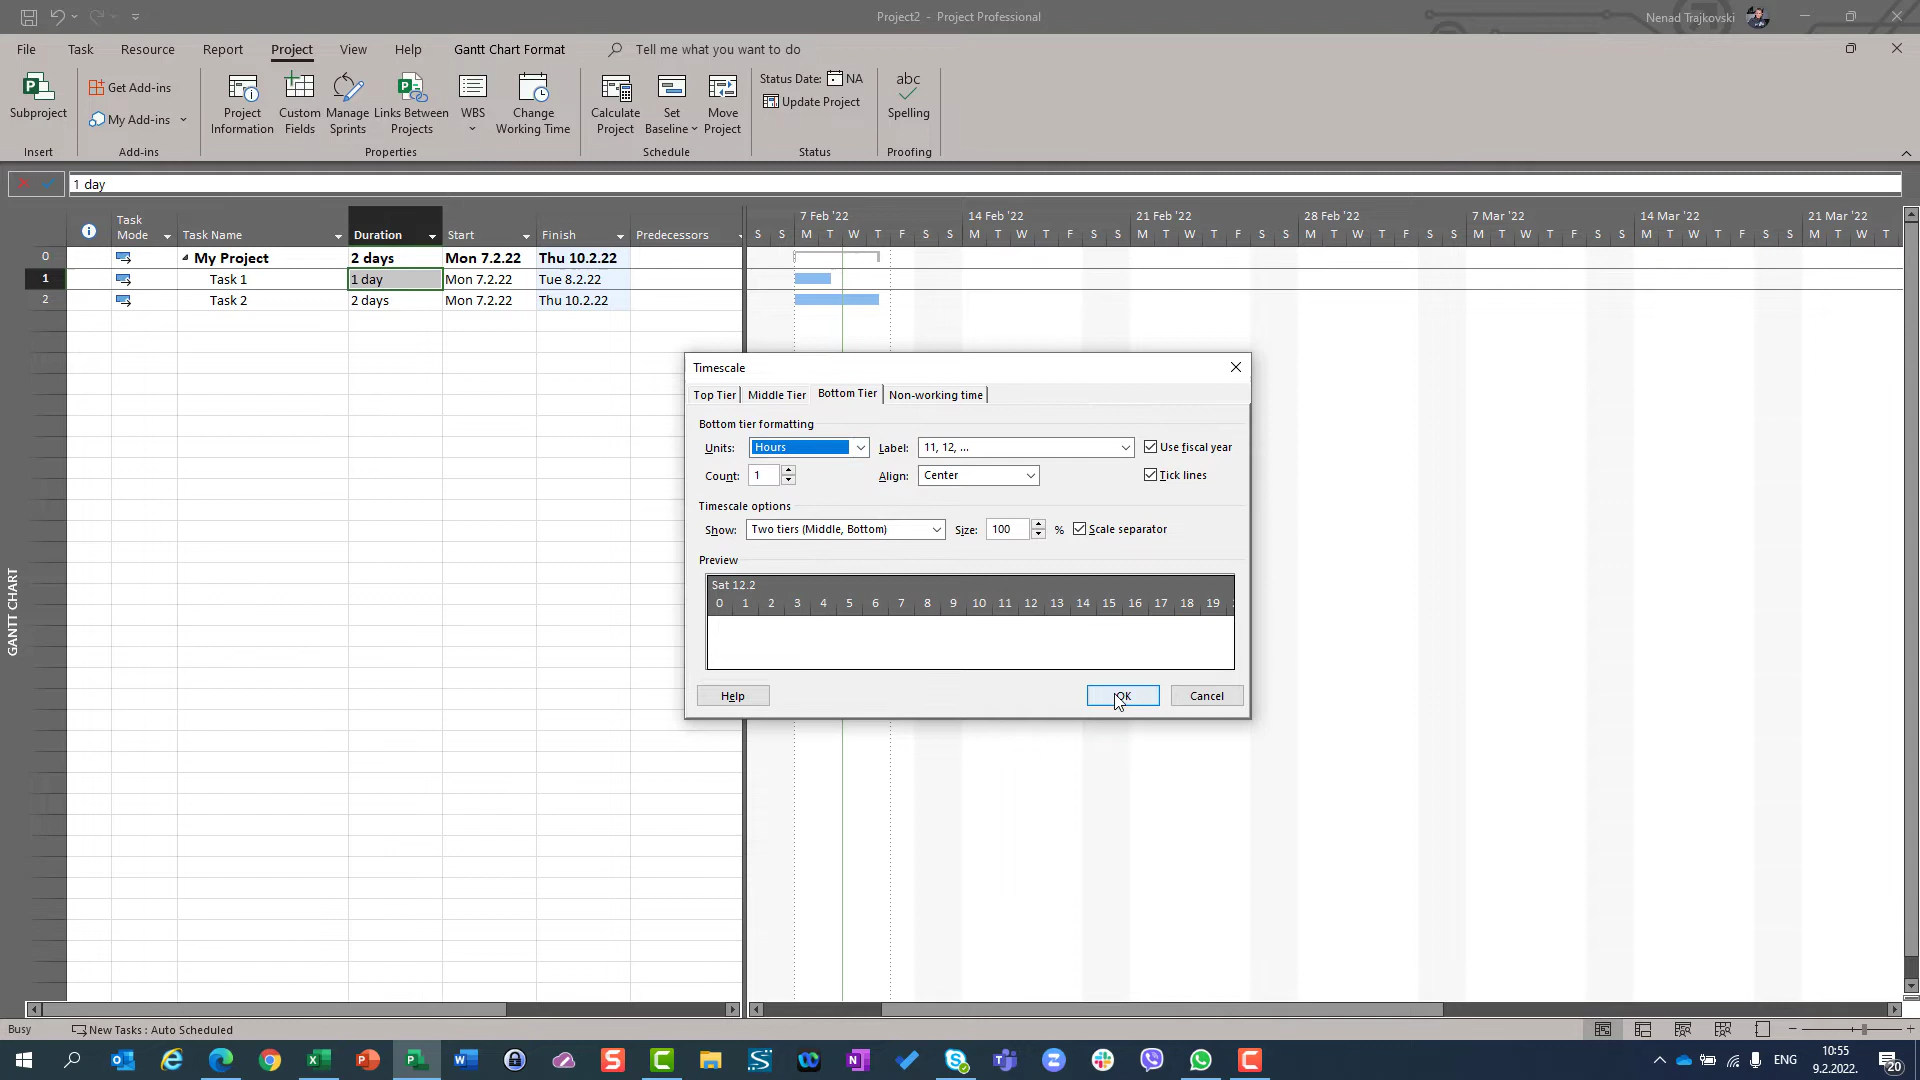 Project2 - Project Professional
Nenad Trajkovski
File Task Resource Report Project View Help Gantt Chart Format Tell me what you want to do
Subproject
Get Add-ins
My Add-ins
Project Information
Custom Fields
Manage Sprints
Links Between Projects
WBS
Change Working Time
Calculate Project
Set Baseline
Move Project
Status Date: NA
Update Project
abc
Spelling
Insert Add-ins Properties Schedule Status Proofing
1 day
Task Mode Task Name Duration Start Finish Predecessors
7 Feb '22 14 Feb '22 21 Feb '22 28 Feb '22 7 Mar '22 14 Mar '22 21 Mar '22
S S M T W T F S S M T W T F S S M T W T F S S M T W T F S S M T W T F S S M T W T F S S M T
0 My Project 2 days Mon 7.2.22 Thu 10.2.22
1 Task 1 1 day Mon 7.2.22 Tue 8.2.22
2 Task 2 2 days Mon 7.2.22 Thu 10.2.22
GANTT CHART
Timescale
Top Tier Middle Tier Bottom Tier Non-working time
Bottom tier formatting
Units: Hours Label: 11, 12, ... Use fiscal year
Count: 1 Align: Center Tick lines
Timescale options
Show: Two tiers (Middle, Bottom) Size: 100 % Scale separator
Preview
Sat 12.2
0 1 2 3 4 5 6 7 8 9 10 11 12 13 14 15 16 17 18 19
Help OK Cancel
Busy New Tasks : Auto Scheduled
ENG
10:55
9.2.2022.
20